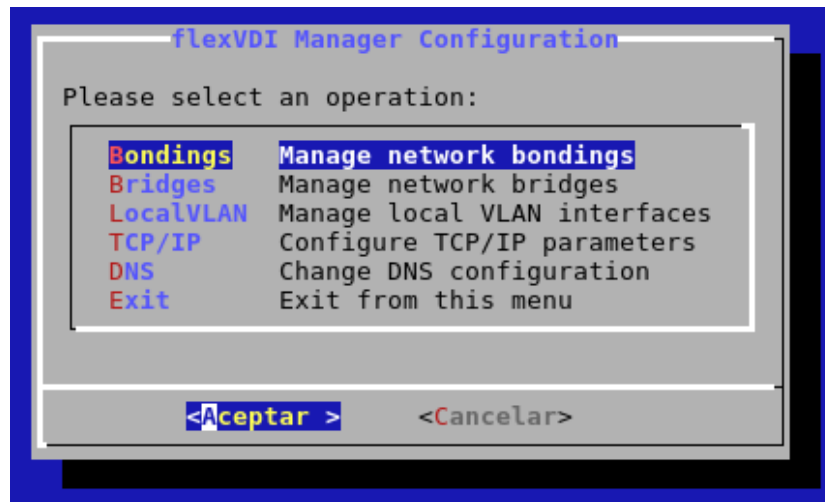 flexVDI Manager Configuration
Please select an operation:
Bondings Manage network bondings
Bridges Manage network bridges
LocalVLAN Manage local VLAN interfaces
TCP/IP Configure TCP/IP parameters
DNS Change DNS configuration
Exit Exit from this menu
<Aceptar > <Cancelar>